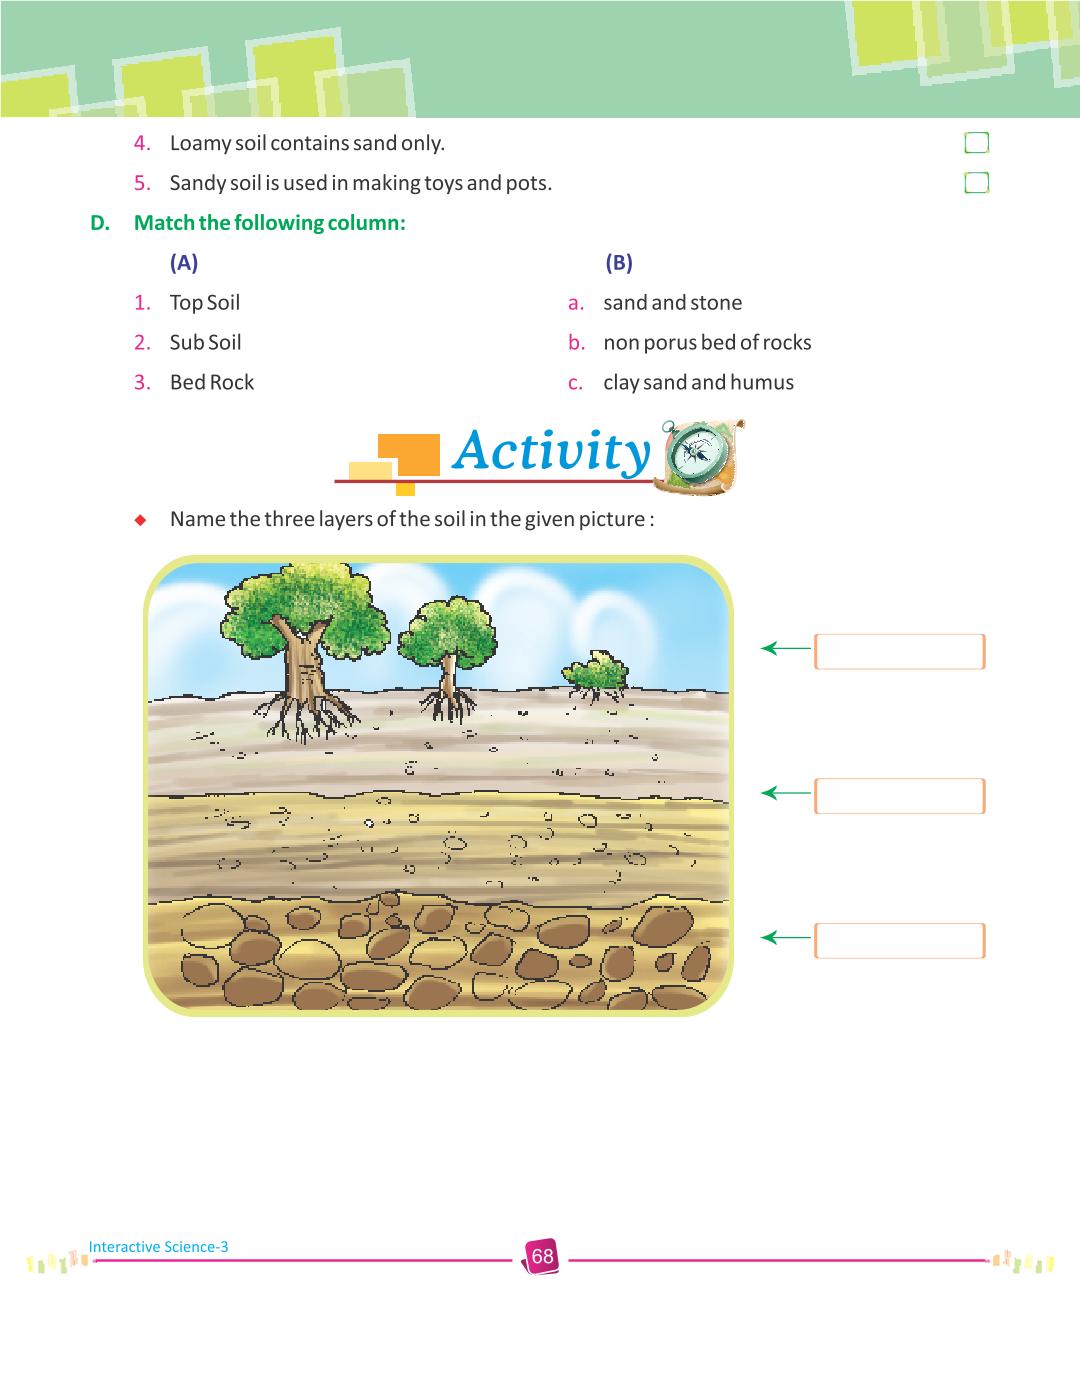 4. Loamy soil contains sand only.
5. Sandy soil is used in making toys and pots.
D. Match the following column:
(A) (B)
1. Top Soil a. sand and stone
2. Sub Soil b. non porus bed of rocks
3. Bed Rock c. clay sand and humus
Activity
Name the three layers of the soil in the given picture :
Interactive Science-3
68